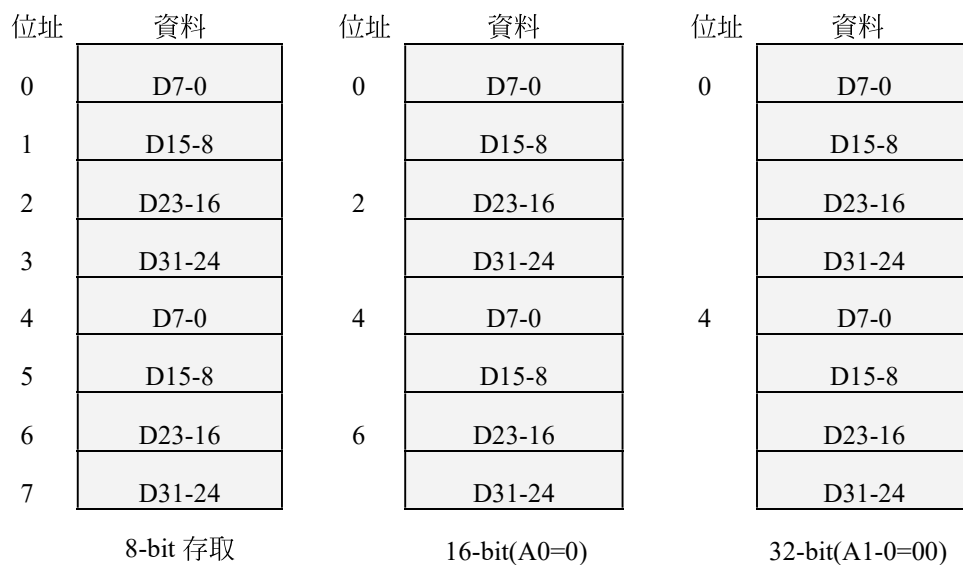 位址 資料 位址 資料 位址 資料
0 D7-0 0 D7-0 0 D7-0
1 D15-8 D15-8 D15-8
2 D23-16 2 D23-16 D23-16
3 D31-24 D31-24 D31-24
4 D7-0 4 D7-0 4 D7-0
5 D15-8 D15-8 D15-8
6 D23-16 6 D23-16 D23-16
7 D31-24 D31-24 D31-24
8-bit 存取 16-bit(A0=0) 32-bit(A1-0=00)